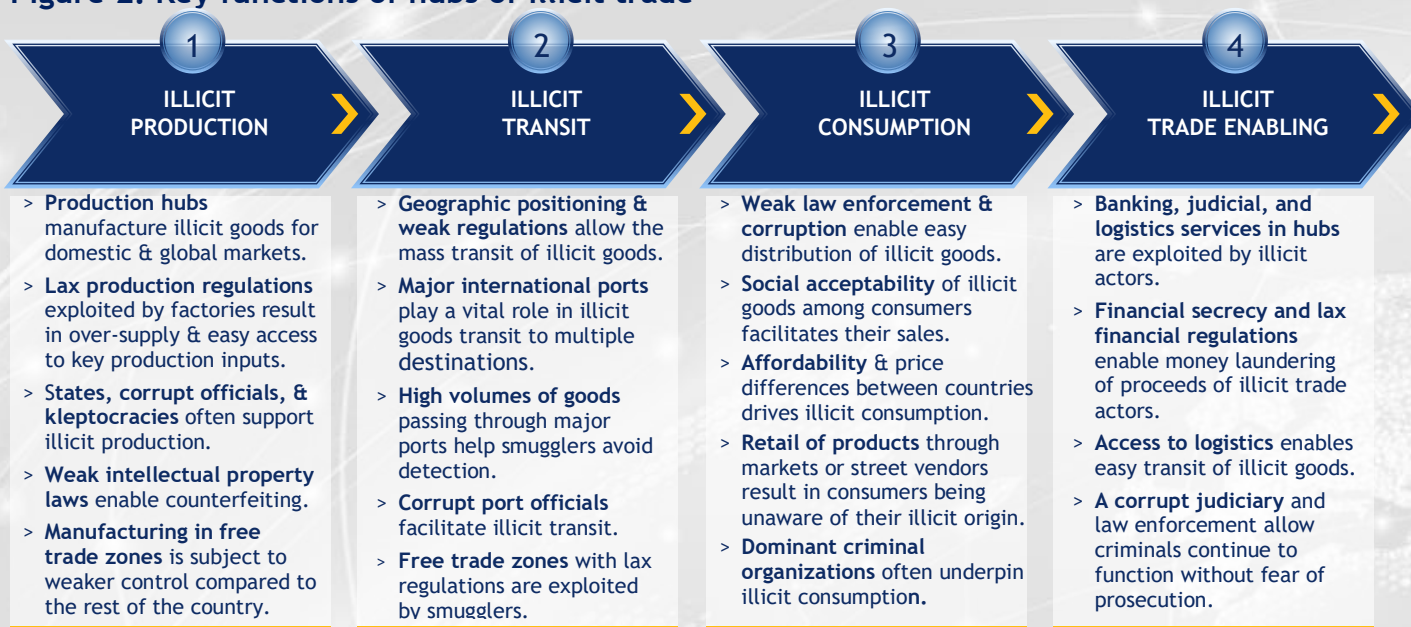 Figure 2: Key functions of hubs of illicit trade
1
ILLICIT
PRODUCTION
> Production hubs
manufacture illicit goods for
domestic & global markets.
> Lax production regulations
exploited by factories result
in over-supply & easy access
to key production inputs.
> States, corrupt officials, &
kleptocracies often support
illicit production.
> Weak intellectual property
laws enable counterfeiting.
> Manufacturing in free
trade zones is subject to
weaker control compared to
the rest of the country.
2
ILLICIT
TRANSIT
> Geographic positioning &
weak regulations allow the
mass transit of illicit goods.
> Major international ports
play a vital role in illicit
goods transit to multiple
destinations.
> High volumes of goods
passing through major
ports help smugglers avoid
detection.
> Corrupt port officials
facilitate illicit transit.
> Free trade zones with lax
regulations are exploited
by smugglers.
3
ILLICIT
CONSUMPTION
> Weak law enforcement &
corruption enable easy
distribution of illicit goods.
> Social acceptability of illicit
goods among consumers
facilitates their sales.
> Affordability & price
differences between countries
drives illicit consumption.
> Retail of products through
markets or street vendors
result in consumers being
unaware of their illicit origin.
> Dominant criminal
organizations often underpin
illicit consumption.
4
ILLICIT
TRADE ENABLING
> Banking, judicial, and
logistics services in hubs
are exploited by illicit
actors.
> Financial secrecy and lax
financial regulations
enable money laundering
of proceeds of illicit trade
actors.
> Access to logistics enables
easy transit of illicit goods.
> A corrupt judiciary and
law enforcement allow
criminals continue to
function without fear of
prosecution.